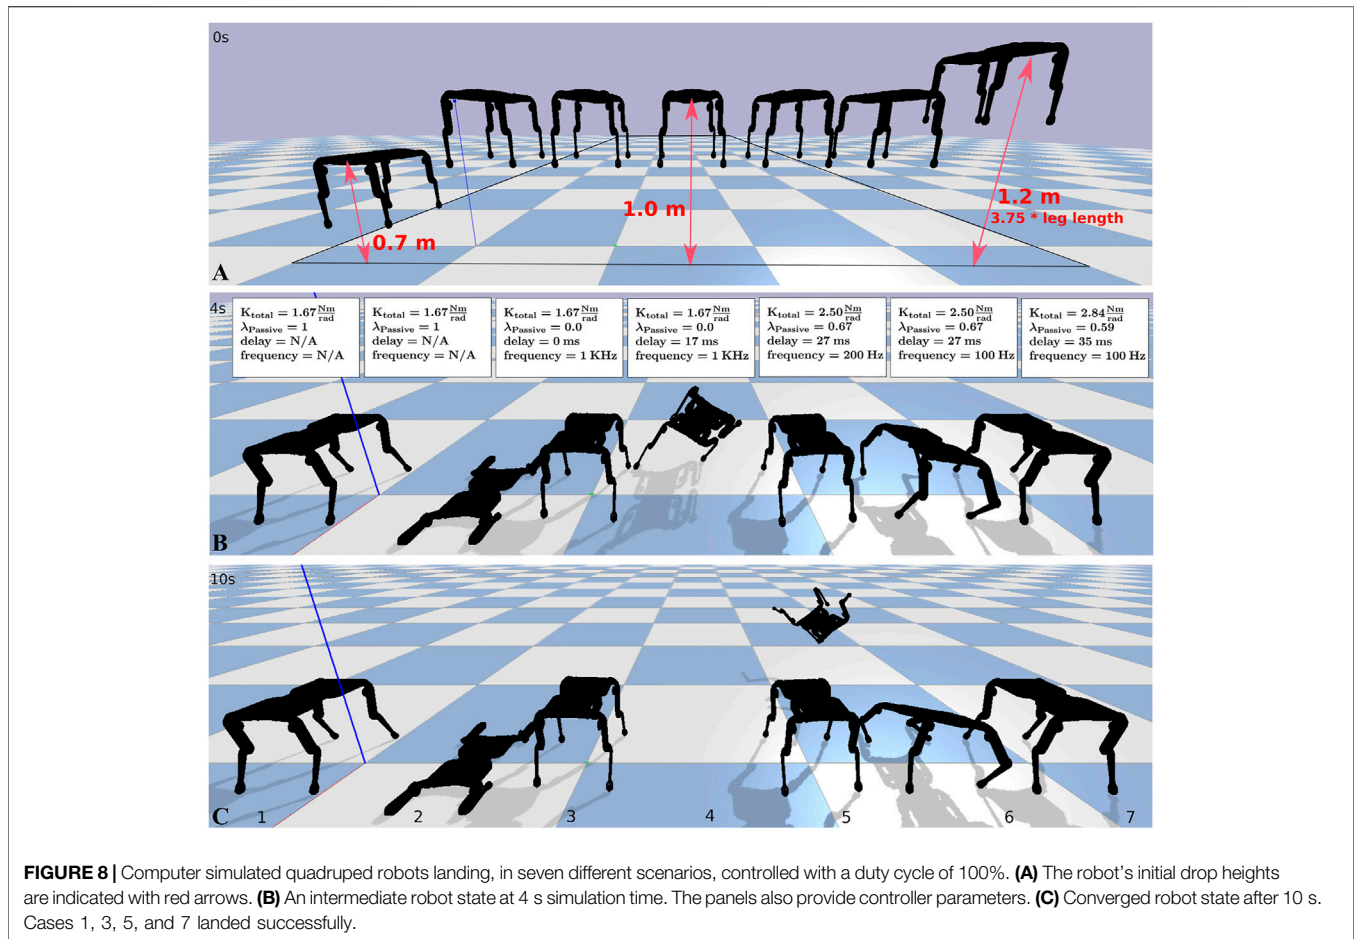 0s
1.0 m
1.2 m
3.75 * leg length
0.7 m
A
4s
K_total = 1.67 Nm/rad
λ_Passive = 1
delay = N/A
frequency = N/A
K_total = 1.67 Nm/rad
λ_Passive = 1
delay = N/A
frequency = N/A
K_total = 1.67 Nm/rad
λ_Passive = 0.0
delay = 0 ms
frequency = 1 KHz
K_total = 1.67 Nm/rad
λ_Passive = 0.0
delay = 17 ms
frequency = 1 KHz
K_total = 2.50 Nm/rad
λ_Passive = 0.67
delay = 27 ms
frequency = 200 Hz
K_total = 2.50 Nm/rad
λ_Passive = 0.67
delay = 27 ms
frequency = 100 Hz
K_total = 2.84 Nm/rad
λ_Passive = 0.59
delay = 35 ms
frequency = 100 Hz
B
10s
C 1 2 3 4 5 6 7
FIGURE 8 | Computer simulated quadruped robots landing, in seven different scenarios, controlled with a duty cycle of 100%. (A) The robot's initial drop heights
are indicated with red arrows. (B) An intermediate robot state at 4 s simulation time. The panels also provide controller parameters. (C) Converged robot state after 10 s.
Cases 1, 3, 5, and 7 landed successfully.